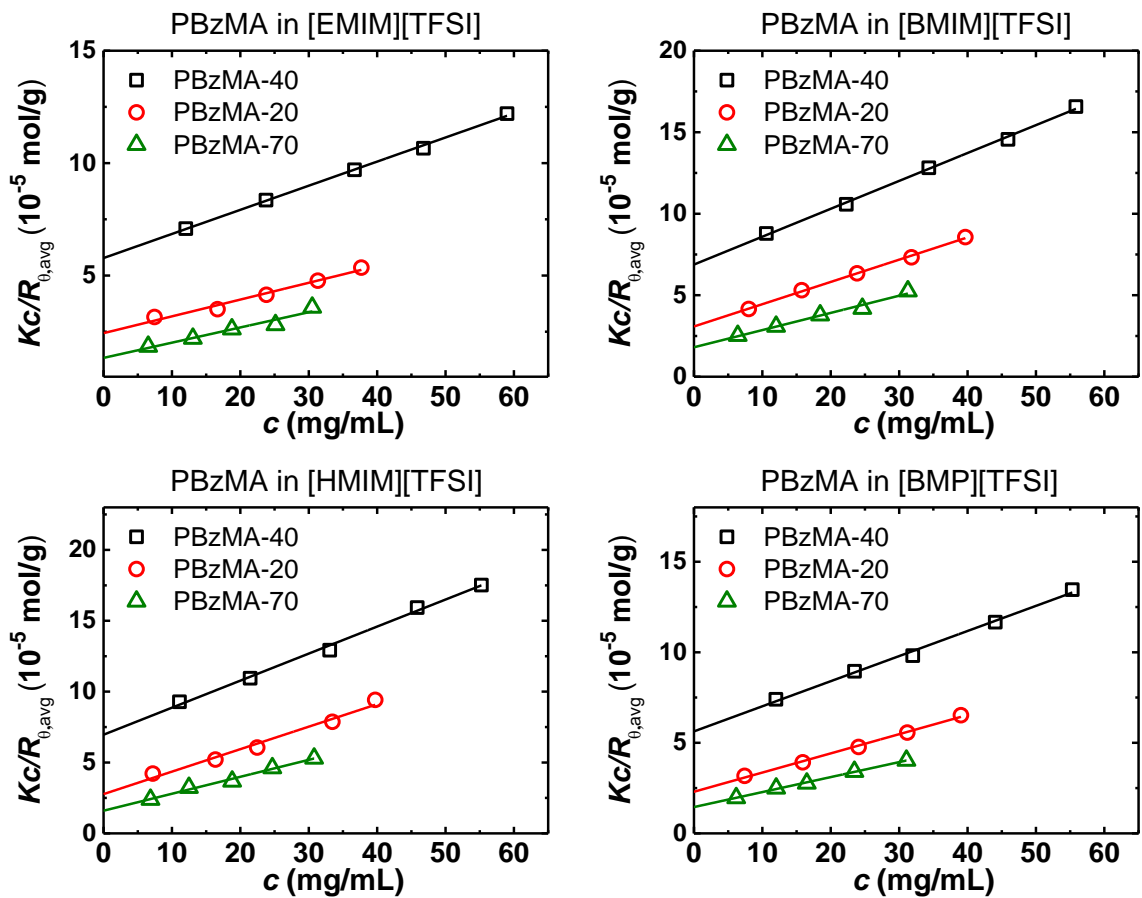 PBzMA in [EMIM][TFSI]
PBzMA-40
PBzMA-20
PBzMA-70
Kc/Rθ,avg (10-5 mol/g)
15
10
5
0 10 20 30 40 50 60
c (mg/mL)
PBzMA in [BMIM][TFSI]
PBzMA-40
PBzMA-20
PBzMA-70
Kc/Rθ,avg (10-5 mol/g)
20
15
10
5
0
0 10 20 30 40 50 60
c (mg/mL)
PBzMA in [HMIM][TFSI]
PBzMA-40
PBzMA-20
PBzMA-70
Kc/Rθ,avg (10-5 mol/g)
20
15
10
5
0
0 10 20 30 40 50 60
c (mg/mL)
PBzMA in [BMP][TFSI]
PBzMA-40
PBzMA-20
PBzMA-70
Kc/Rθ,avg (10-5 mol/g)
15
10
5
0
0 10 20 30 40 50 60
c (mg/mL)